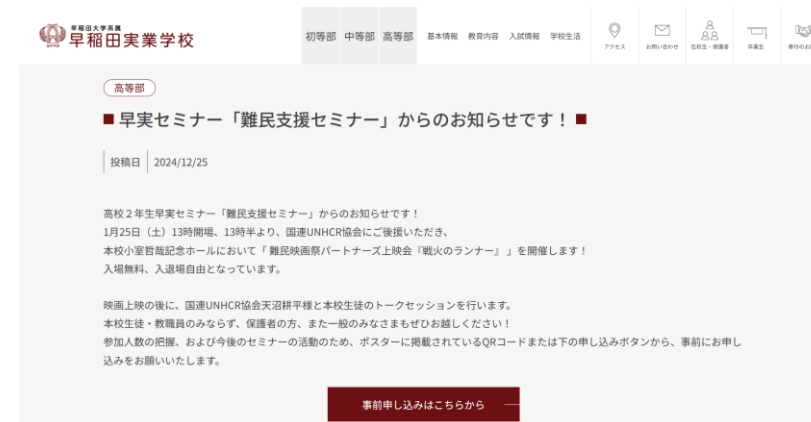 早稲田大学系属
早稲田実業学校
初等部 中等部 高等部 基本情報 教育内容 入試情報 学校生活
アクセス お問い合わせ 在校生・保護者 卒業生
高等部
■ 早実セミナー「難民支援セミナー」からのお知らせです！■
投稿日 2024/12/25
高校２年生早実セミナー「難民支援セミナー」からのお知らせです！
1月25日（土）13時開場、13時半より、国連UNHCR協会にご後援いただき、
本校小室哲哉記念ホールにおいて「 難民映画祭パートナーズ上映会『戦火のランナー』 」を開催します！
入場無料、入退場自由となっています。
映画上映の後に、国連UNHCR協会天沼耕平様と本校生徒のトークセッションを行います。
本校生徒・教職員のみならず、保護者の方、また一般のみなさまもぜひお越しください！
参加人数の把握、および今後のセミナーの活動のため、ポスターに掲載されているQRコードまたは下の申し込みボタンから、事前にお申し
込みをお願いいたします。
事前申し込みはこちらから